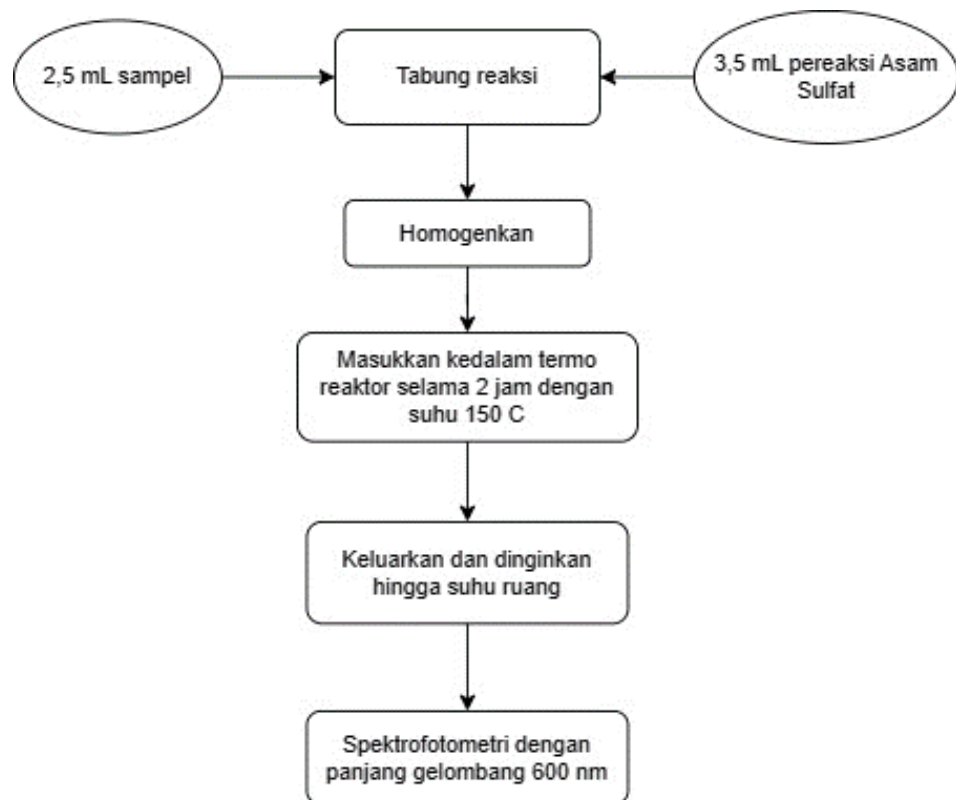 2,5 mL sampel
Tabung reaksi
3,5 mL pereaksi Asam
Sulfat
Homogenkan
Masukkan kedalam termo
reaktor selama 2 jam dengan
suhu 150 C
Keluarkan dan dinginkan
hingga suhu ruang
Spektrofotometri dengan
panjang gelombang 600 nm